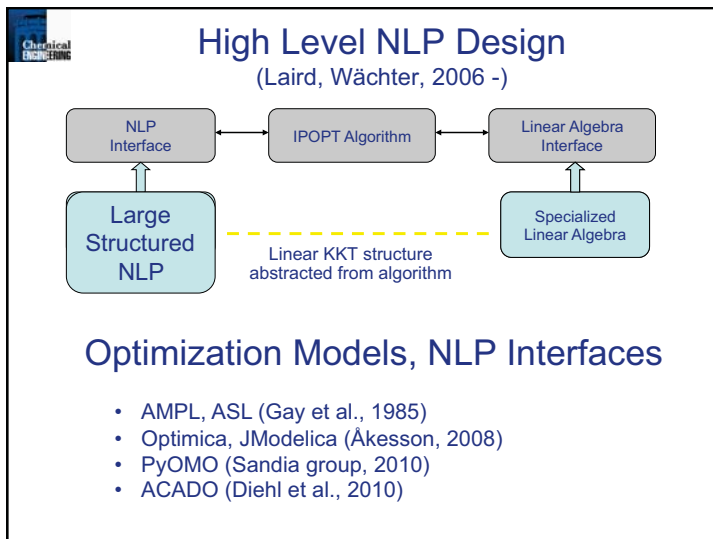 Chemical
ENGINEERING
High Level NLP Design
(Laird, Wächter, 2006 -)
NLP
Interface
IPOPT Algorithm
Linear Algebra
Interface
Large
Structured
NLP
Specialized
Linear Algebra
Linear KKT structure
abstracted from algorithm
Optimization Models, NLP Interfaces
• AMPL, ASL (Gay et al., 1985)
• Optimica, JModelica (Åkesson, 2008)
• PyOMO (Sandia group, 2010)
• ACADO (Diehl et al., 2010)